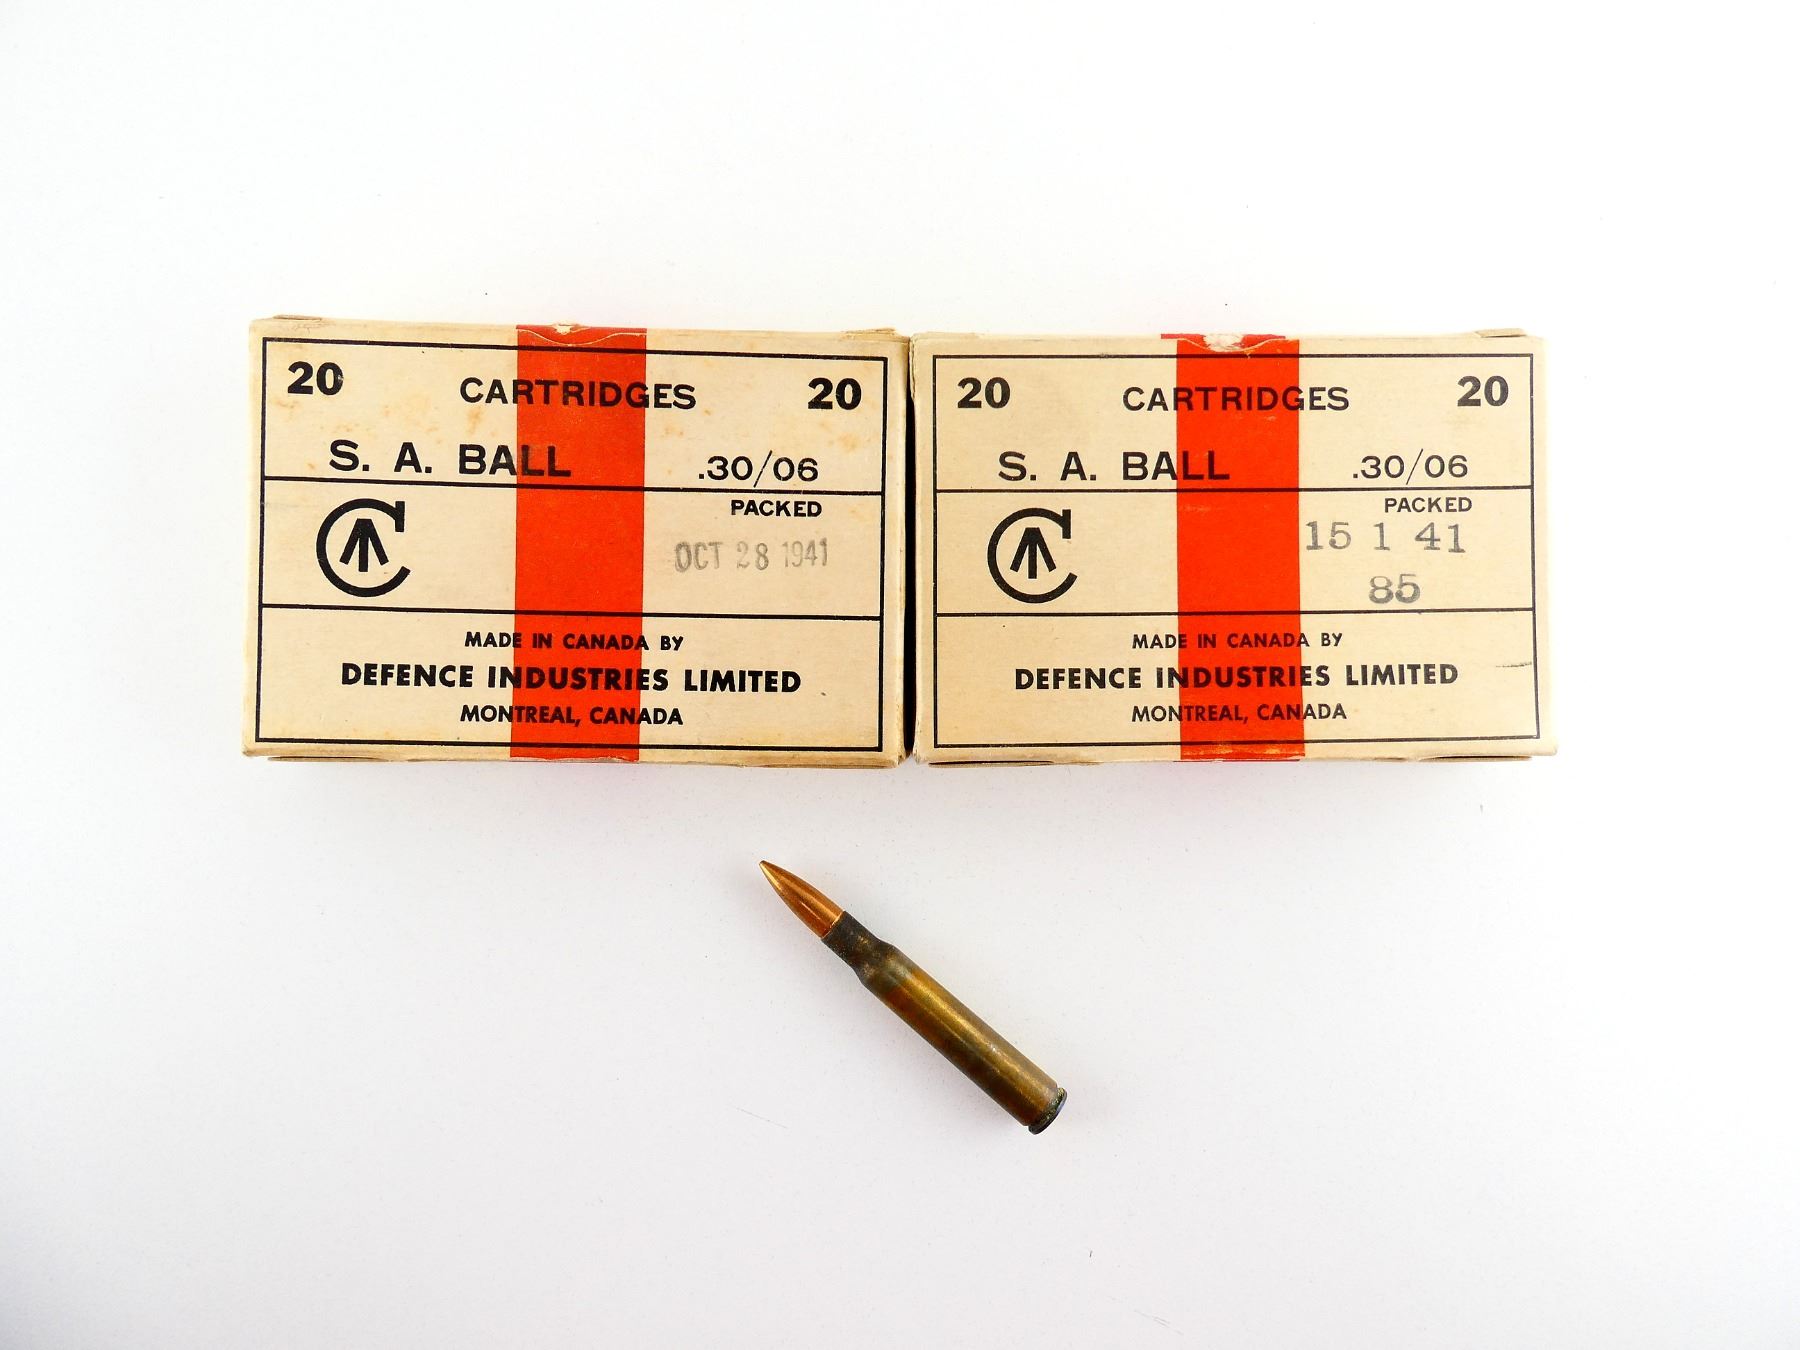 20 CARTRIDGES 20
S. A. BALL .30/06
PACKED
OCT 28 1941
MADE IN CANADA BY
DEFENCE INDUSTRIES LIMITED
MONTREAL, CANADA
20 CARTRIDGES 20
S. A. BALL .30/06
PACKED
15 1 41
85
MADE IN CANADA BY
DEFENCE INDUSTRIES LIMITED
MONTREAL, CANADA